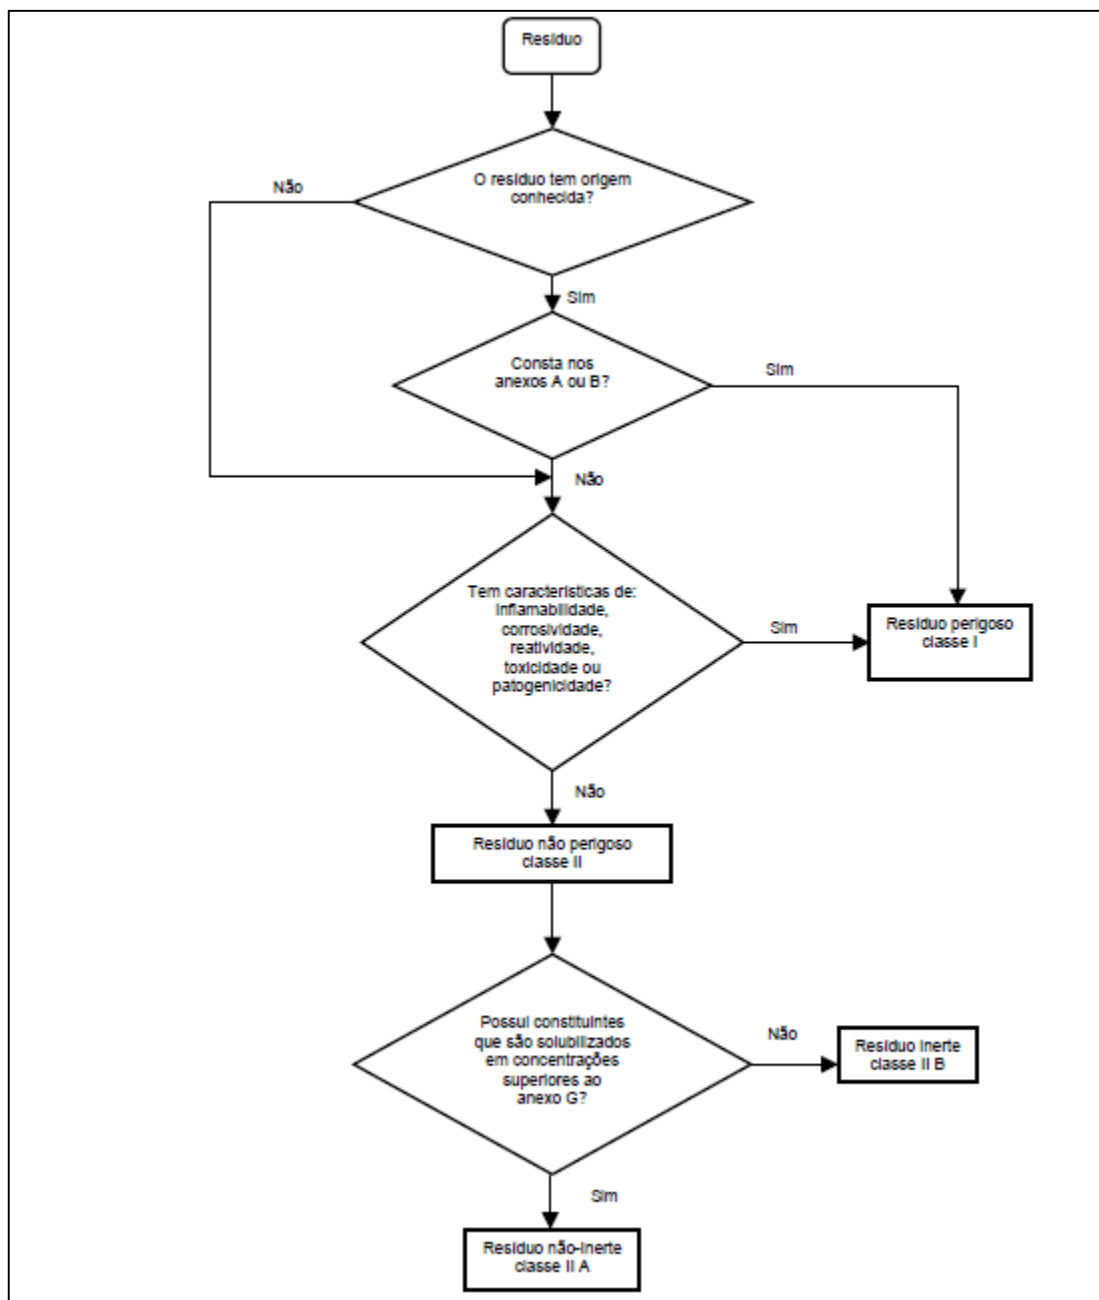 Resíduo
O resíduo tem origem
conhecida?
Não
Sim
Consta nos
anexos A ou B?
Sim
Não
Tem características de:
Inflamabilidade,
corrosividade,
reatividade,
toxicidade ou
patogenicidade?
Sim
Resíduo perigoso
classe I
Não
Resíduo não perigoso
classe II
Possui constituintes
que são solubilizados
em concentrações
superiores ao
anexo G?
Não
Resíduo inerte
classe II B
Sim
Resíduo não-inerte
classe II A